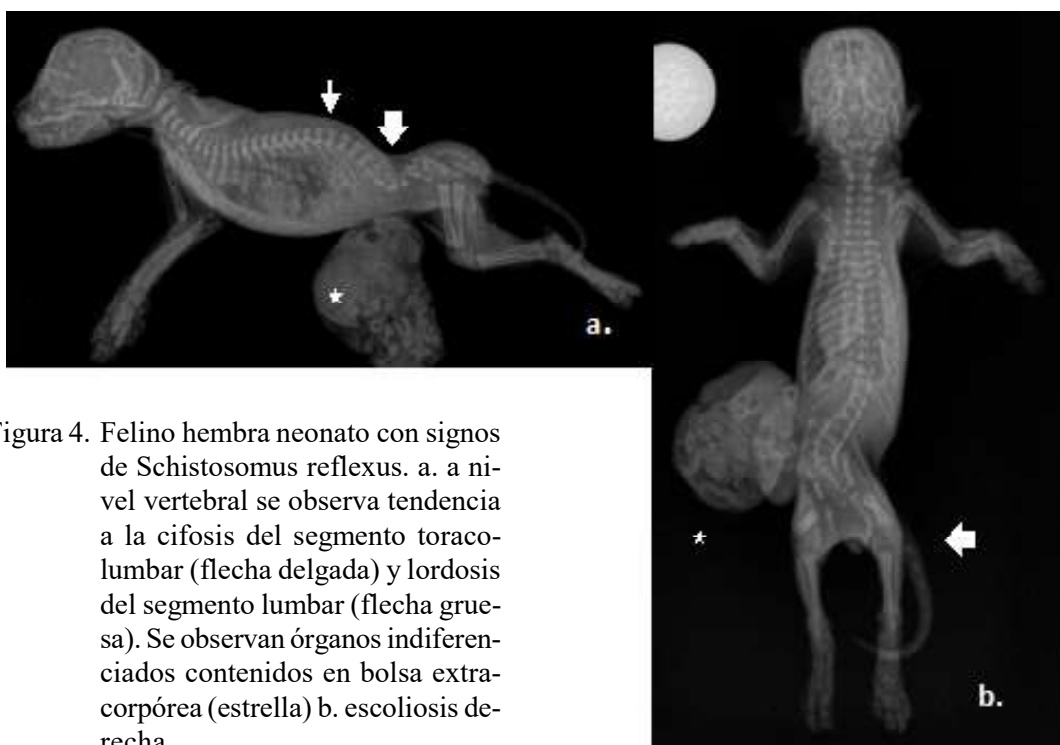 a.
b.
Figura 4. Felino hembra neonato con signos
de Schistosomus reflexus. a. a ni-
vel vertebral se observa tendencia
a la cifosis del segmento toraco-
lumbar (flecha delgada) y lordosis
del segmento lumbar (flecha grue-
sa). Se observan órganos indiferen-
ciados contenidos en bolsa extra-
corpórea (estrella) b. escoliosis de-
recha